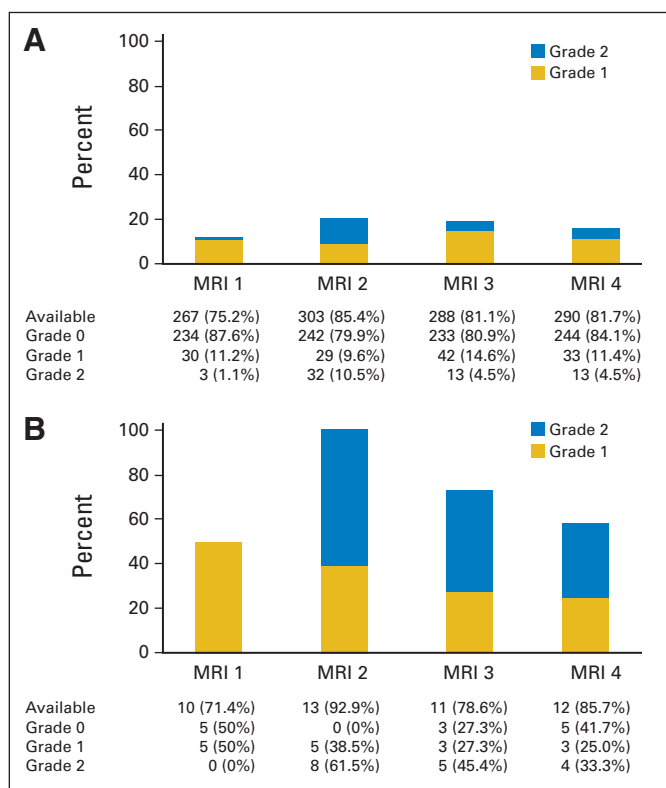 A
100
80
60
40
20
0
Percent
Grade 2
Grade 1
MRI 1 MRI 2 MRI 3 MRI 4
Available 267 (75.2%) 303 (85.4%) 288 (81.1%) 290 (81.7%)
Grade 0 234 (87.6%) 242 (79.9%) 233 (80.9%) 244 (84.1%)
Grade 1 30 (11.2%) 29 (9.6%) 42 (14.6%) 33 (11.4%)
Grade 2 3 (1.1%) 32 (10.5%) 13 (4.5%) 13 (4.5%)
B
100
80
60
40
20
0
Percent
Grade 2
Grade 1
MRI 1 MRI 2 MRI 3 MRI 4
Available 10 (71.4%) 13 (92.9%) 11 (78.6%) 12 (85.7%)
Grade 0 5 (50%) 0 (0%) 3 (27.3%) 5 (41.7%)
Grade 1 5 (50%) 5 (38.5%) 3 (27.3%) 3 (25.0%)
Grade 2 0 (0%) 8 (61.5%) 5 (45.4%) 4 (33.3%)